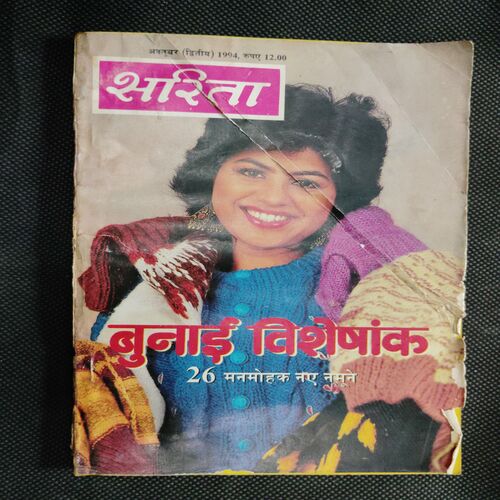 अक्तूबर (द्वितीय) 1994, रुपए 12.00
सरिता
बुनाई विशेषांक
26 मनमोहक नए नमूने